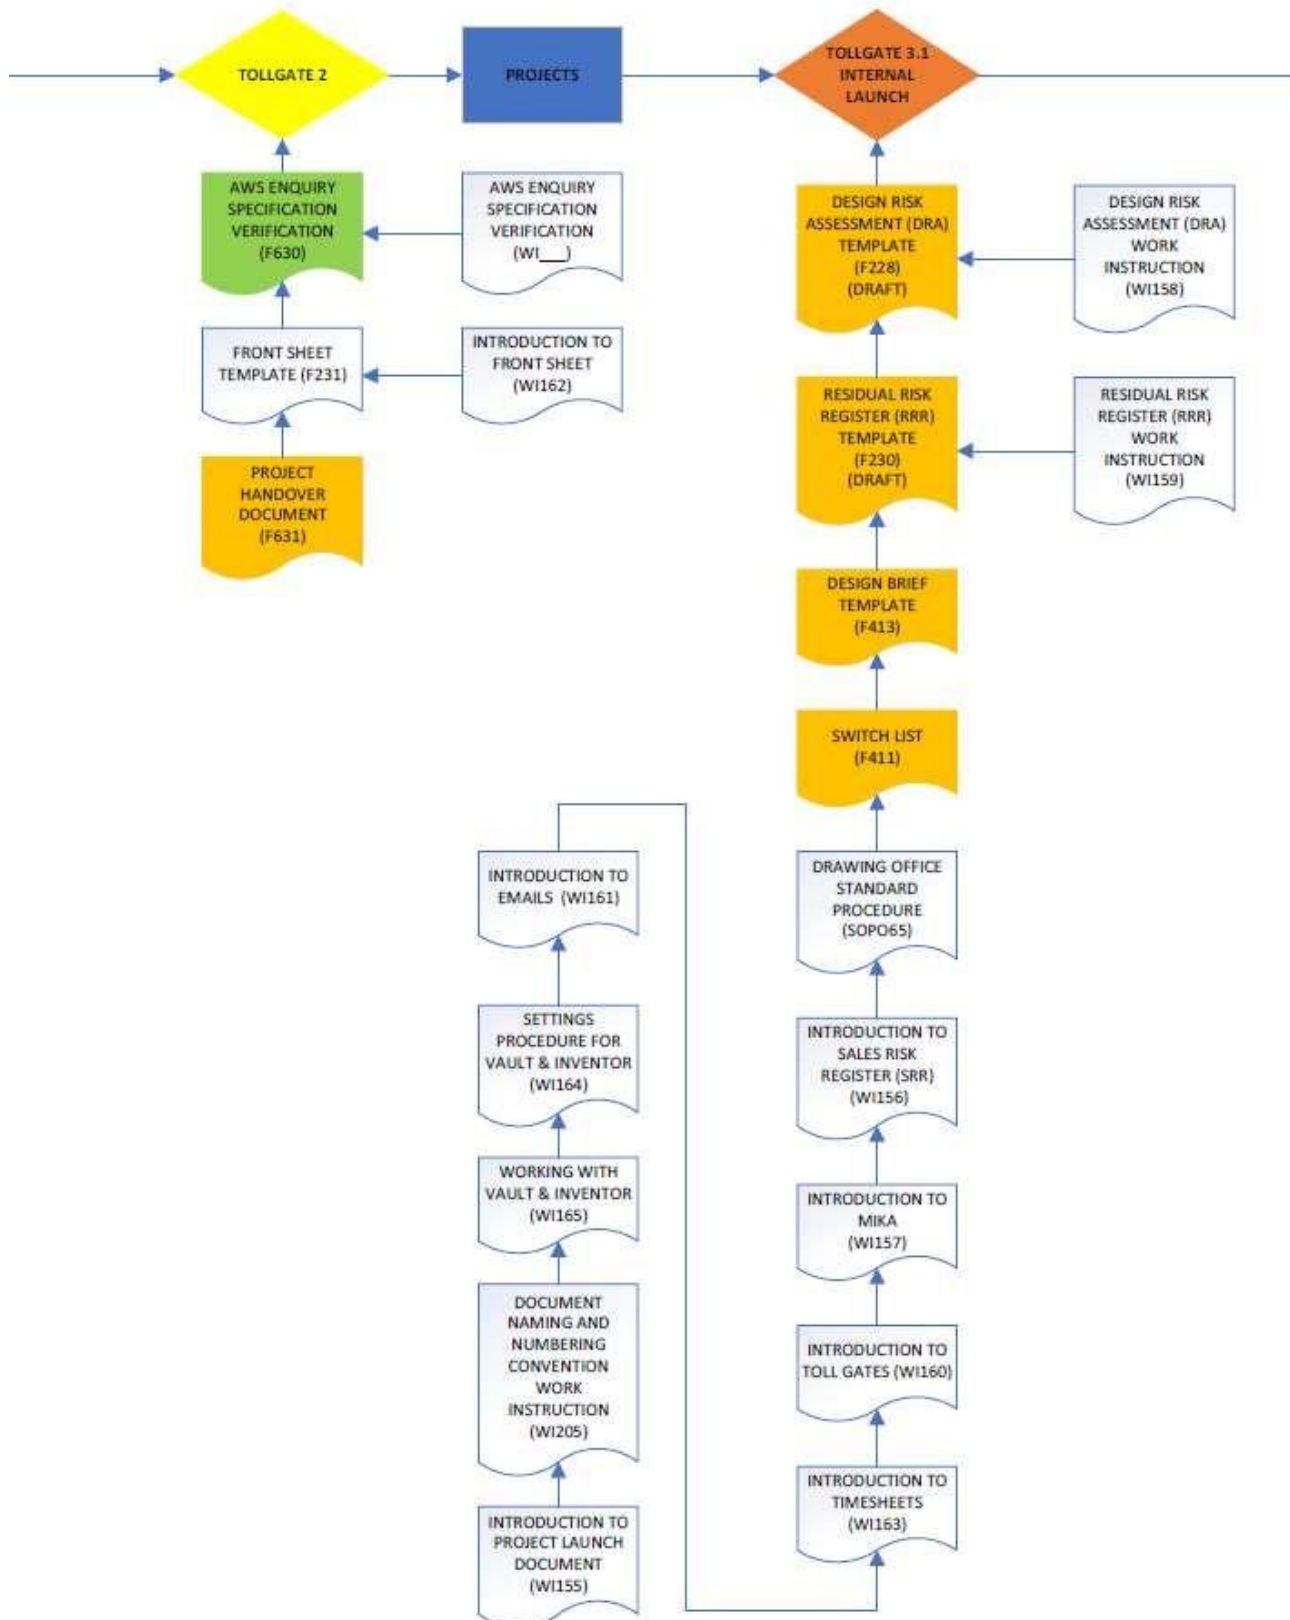 TOLLGATE 2
PROJECTS
TOLLGATE 3.1
INTERNAL
LAUNCH
AWS ENQUIRY
SPECIFICATION
VERIFICATION
(F630)
AWS ENQUIRY
SPECIFICATION
VERIFICATION
(WI___)
DESIGN RISK
ASSESSMENT (DRA)
TEMPLATE
(F228)
(DRAFT)
DESIGN RISK
ASSESSMENT (DRA)
WORK
INSTRUCTION
(WI158)
FRONT SHEET
TEMPLATE (F231)
INTRODUCTION TO
FRONT SHEET
(WI162)
RESIDUAL RISK
REGISTER (RRR)
TEMPLATE
(F230)
(DRAFT)
RESIDUAL RISK
REGISTER (RRR)
WORK
INSTRUCTION
(WI159)
PROJECT
HANDOVER
DOCUMENT
(F631)
DESIGN BRIEF
TEMPLATE
(F413)
SWITCH LIST
(F411)
INTRODUCTION TO
EMAILS (WI161)
DRAWING OFFICE
STANDARD
PROCEDURE
(SOPO65)
SETTINGS
PROCEDURE FOR
VAULT & INVENTOR
(WI164)
INTRODUCTION TO
SALES RISK
REGISTER (SRR)
(WI156)
WORKING WITH
VAULT & INVENTOR
(WI165)
INTRODUCTION TO
MIKA
(WI157)
DOCUMENT
NAMING AND
NUMBERING
CONVENTION
WORK
INSTRUCTION
(WI205)
INTRODUCTION TO
TOLL GATES (WI160)
INTRODUCTION TO
PROJECT LAUNCH
DOCUMENT
(WI155)
INTRODUCTION TO
TIMESHEETS
(WI163)